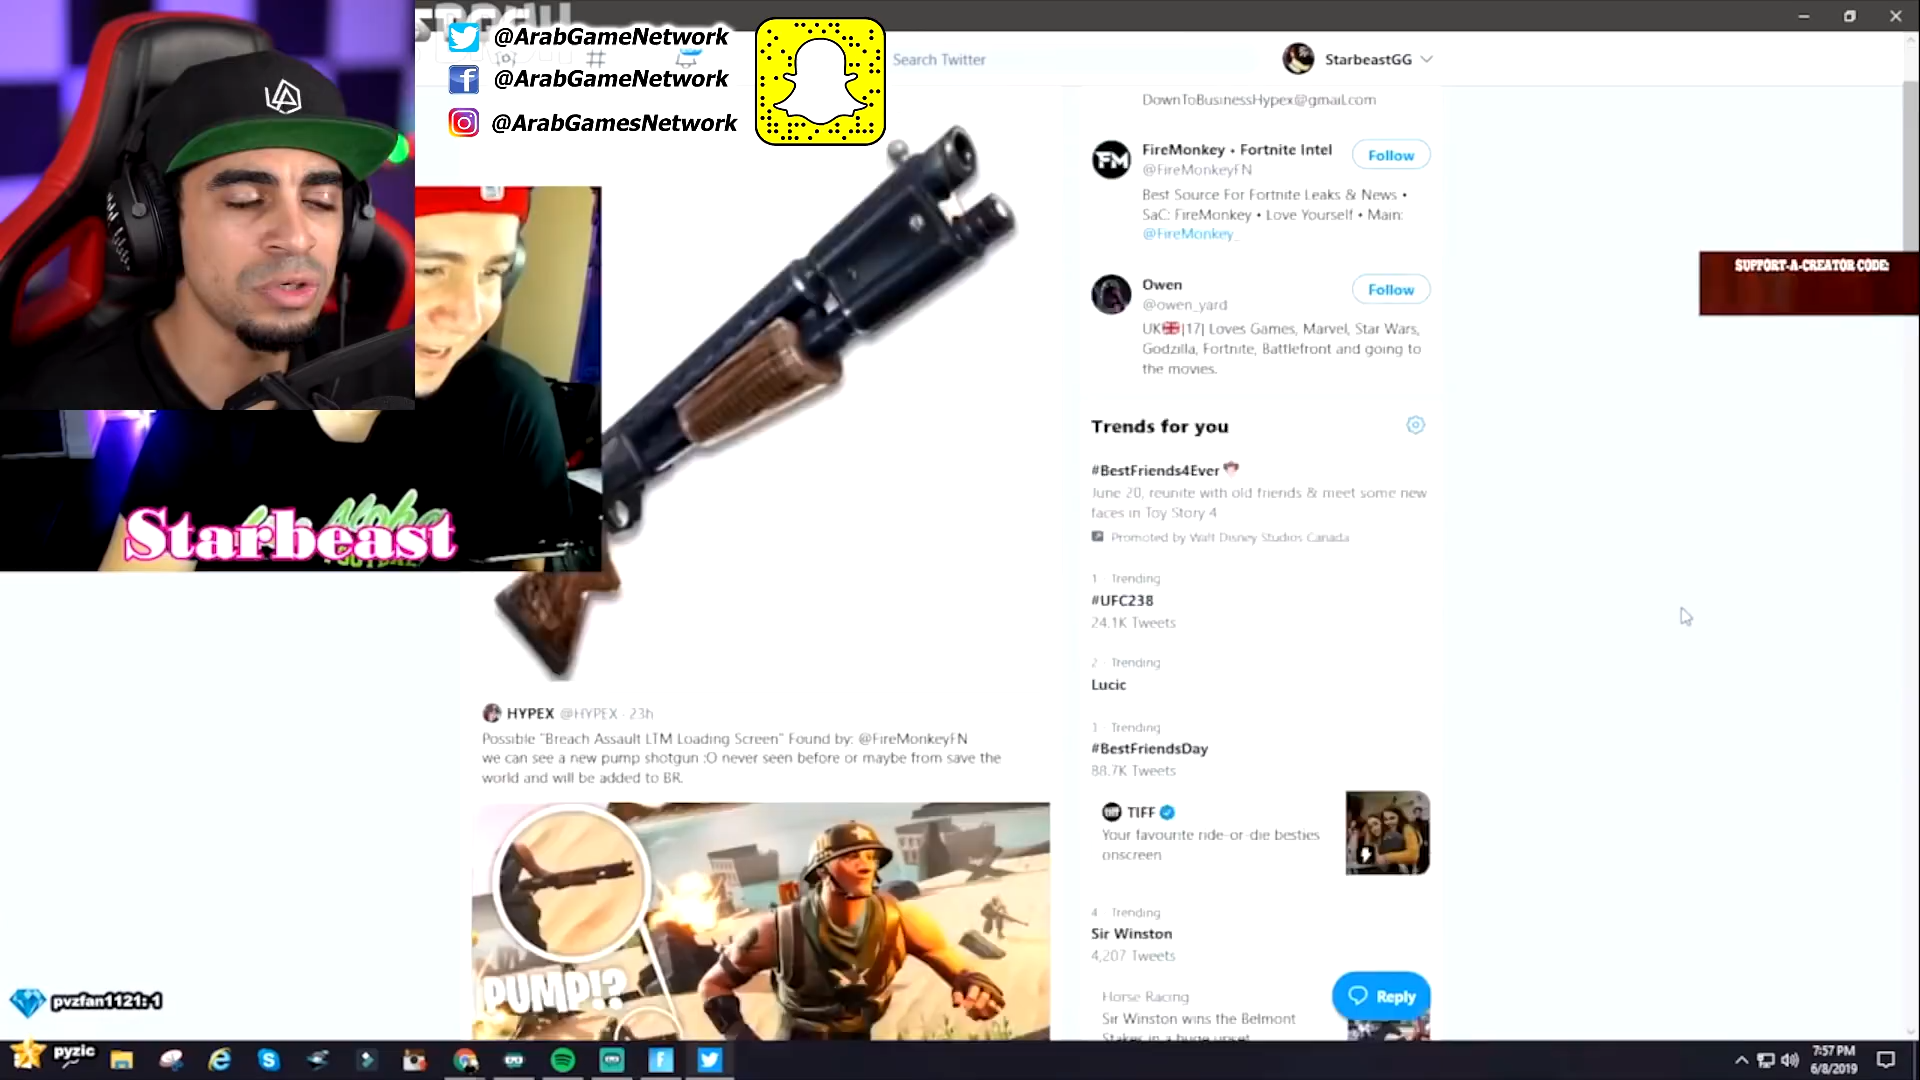 @ArabGameNetwork
@ArabGameNetwork
@ArabGamesNetwork
Search Twitter
StarbeastGG
DownToBusinessHypex@gmail.com
FM
FireMonkey • Fortnite Intel
Follow
@FireMonkeyFN
Best Source For Fortnite Leaks & News •
SaC: FireMonkey • Love Yourself • Main:
@FireMonkey_
SUPPORT-A-CREATOR CODE:
Owen
Follow
@owen_yard
UK🇬🇧|17| Loves Games, Marvel, Star Wars,
Godzilla, Fortnite, Battlefront and going to
the movies.
Trends for you
#BestFriends4Ever
June 20, reunite with old friends & meet some new
faces in Toy Story 4
Promoted by Walt Disney Studios Canada
Starbeast
1 · Trending
#UFC238
24.1K Tweets
2 · Trending
Lucic
3 · Trending
#BestFriendsDay
88.7K Tweets
HYPEX @HYPEX · 23h
Possible "Breach Assault LTM Loading Screen" Found by: @FireMonkeyFN
we can see a new pump shotgun :O never seen before or maybe from save the
world and will be added to BR.
PUMP!?
tiff TIFF
Your favourite ride-or-die besties
onscreen
4 · Trending
Sir Winston
4,207 Tweets
Horse Racing
Sir Winston wins the Belmont
Stakes in a huge upset
Reply
pvzfan1121: 1
pyzic
7:57 PM
6/8/2019